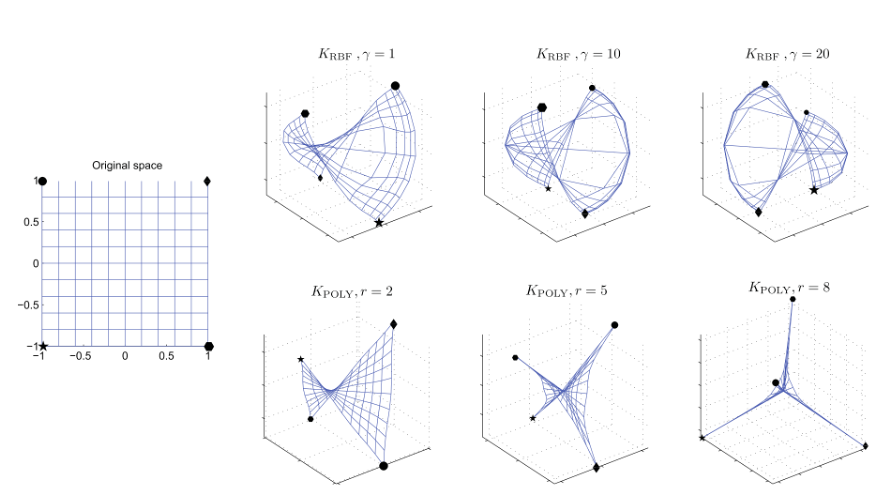 K_RBF , γ = 1
K_RBF , γ = 10
K_RBF , γ = 20
Original space
1
0.5
0
−0.5
−1
−1
−0.5
0
0.5
1
K_POLY, r = 2
K_POLY, r = 5
K_POLY, r = 8